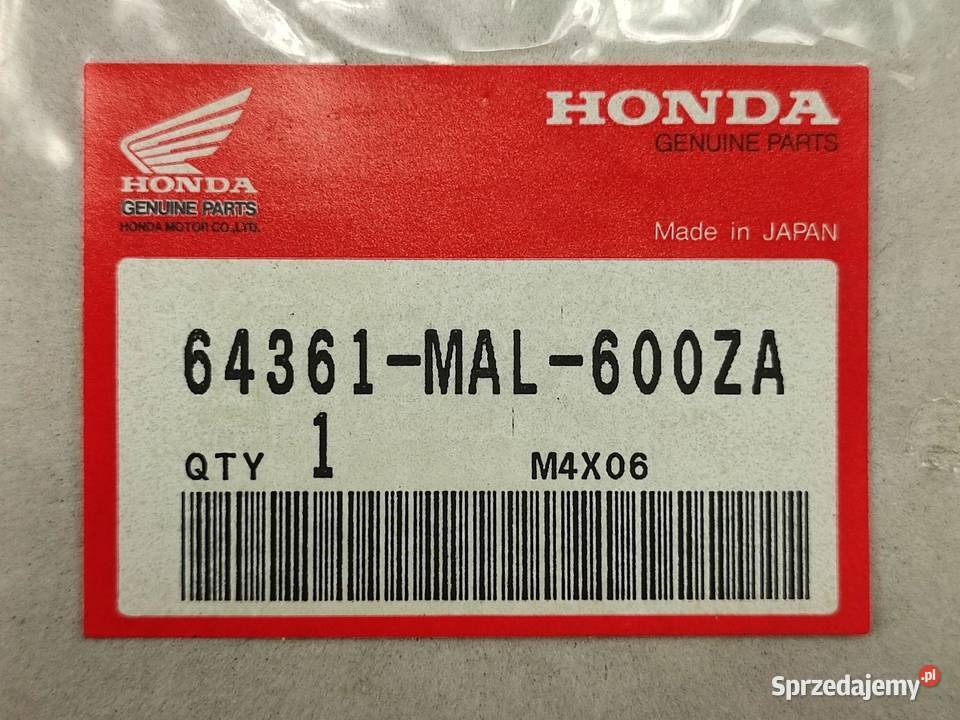 HONDA
GENUINE PARTS
HONDA
GENUINE PARTS
HONDA MOTOR CO.,LTD.
Made in JAPAN
64361-MAL-600ZA
QTY 1 M4X06
Sprzedajemy.pl